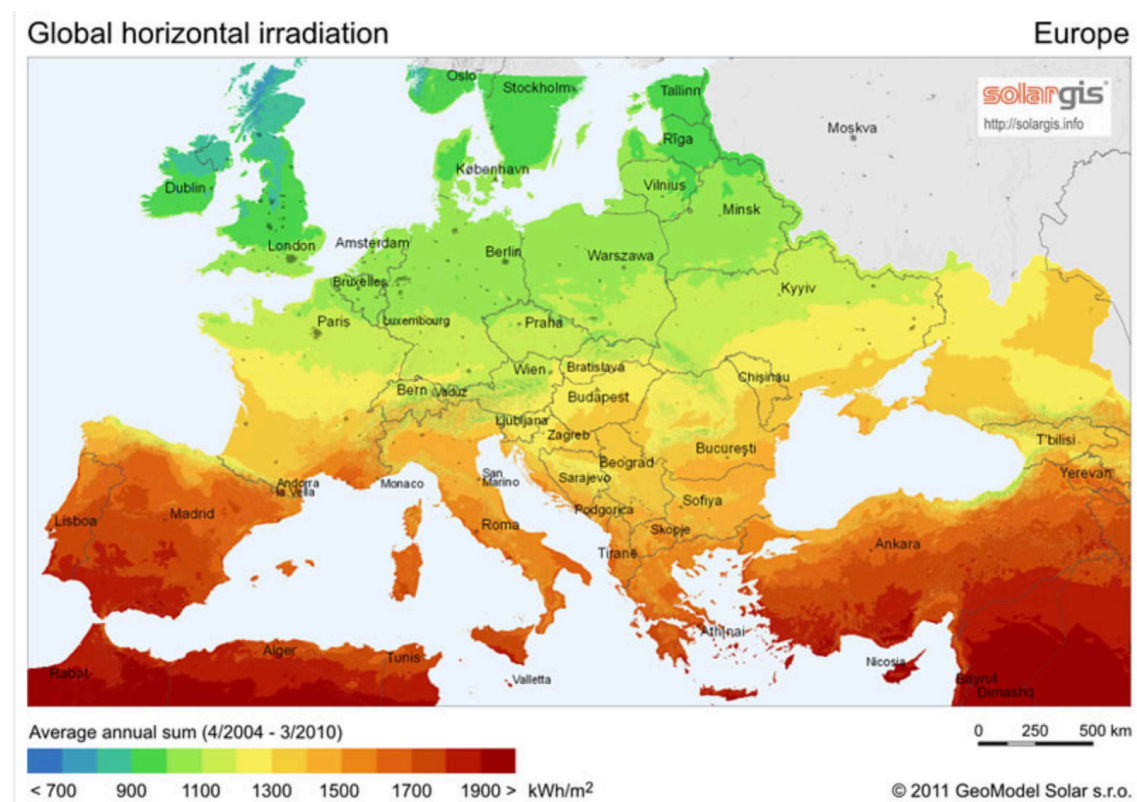 Global horizontal irradiation
Europe
solargis
http://solargis.info
Oslo
Stockholm
Tallinn
Moskva
Rīga
København
Dublin
Vilnius
Minsk
London
Amsterdam
Berlin
Warszawa
Bruxelles
Kyyiv
Paris
Luxembourg
Praha
Wien
Bratislava
Chișinău
Bern
Vaduz
Budapest
Ljubljana
Zagreb
T'bilisi
București
Beograd
San
Marino
Sarajevo
Yerevan
Andorra
la Vella
Monaco
Podgorica
Sofiya
Lisboa
Madrid
Roma
Skopje
Tiranë
Ankara
Athinai
Alger
Tunis
Nicosia
Rabat
Valletta
Bayrut
Dimashq
Average annual sum (4/2004 - 3/2010)
0 250 500 km
< 700 900 1100 1300 1500 1700 1900 > kWh/m²
© 2011 GeoModel Solar s.r.o.